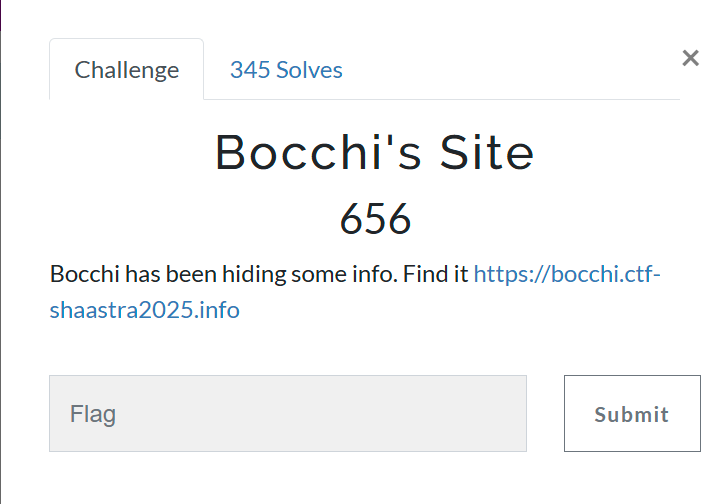 Challenge
345 Solves
×
Bocchi's Site
656
Bocchi has been hiding some info. Find it https://bocchi.ctf-
shaastra2025.info
Flag
Submit